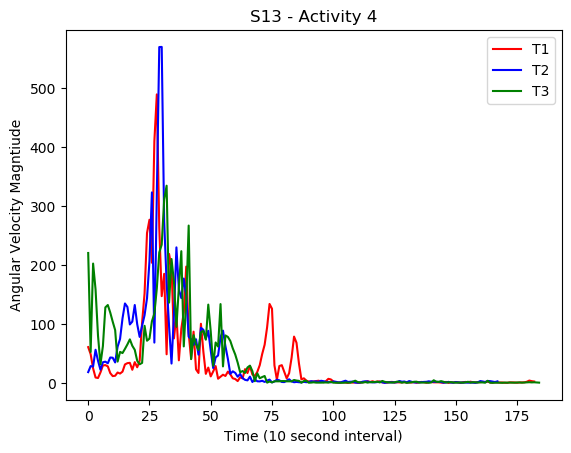 S13 - Activity 4
T1
T2
T3
Angular Velocity Magntiude
500
400
300
200
100
0
0 25 50 75 100 125 150 175
Time (10 second interval)